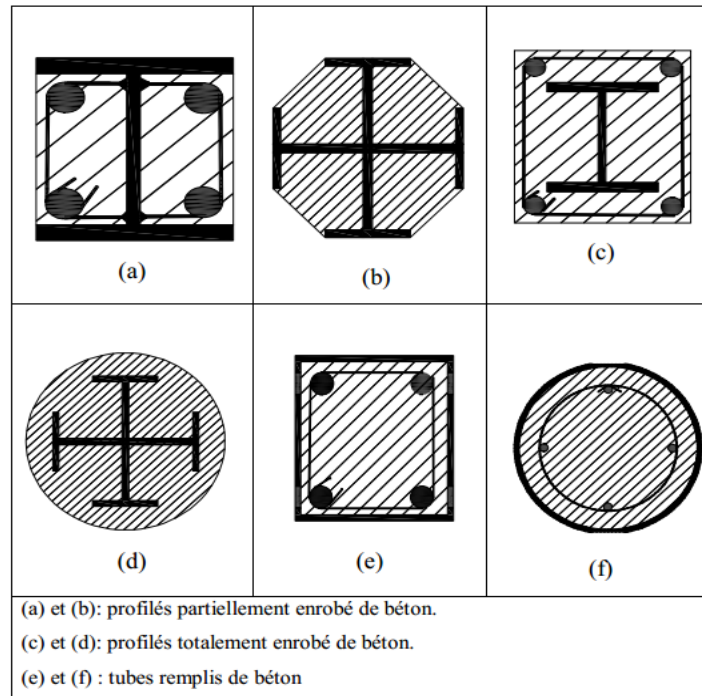 (a)
(b)
(c)
(d)
(e)
(f)
(a) et (b): profilés partiellement enrobé de béton.
(c) et (d): profilés totalement enrobé de béton.
(e) et (f) : tubes remplis de béton